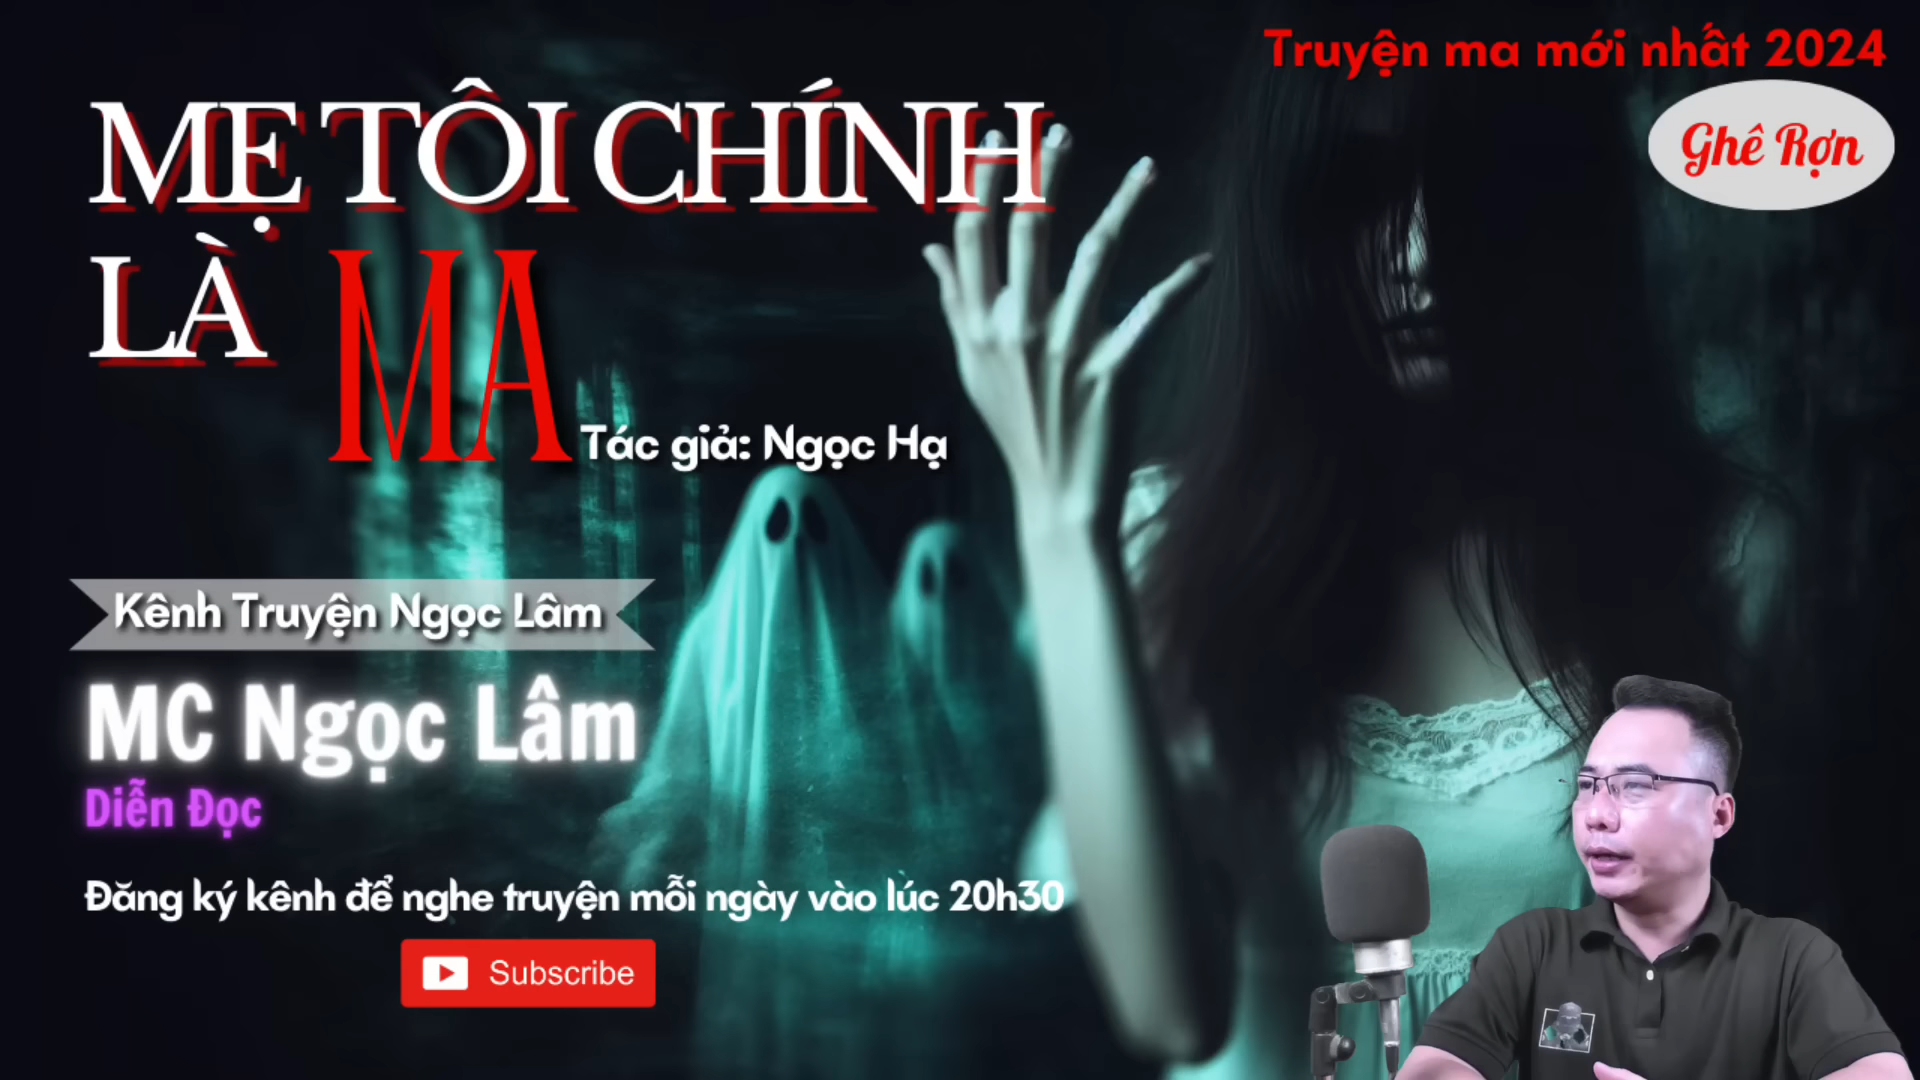 Truyện ma mới nhất 2024
Ghê Rợn
MẸ TÔI CHÍNH
LÀ MA
Tác giả: Ngọc Hạ
Kênh Truyện Ngọc Lâm
MC Ngọc Lâm
Diễn Đọc
Đăng ký kênh để nghe truyện mỗi ngày vào lúc 20h30
Subscribe